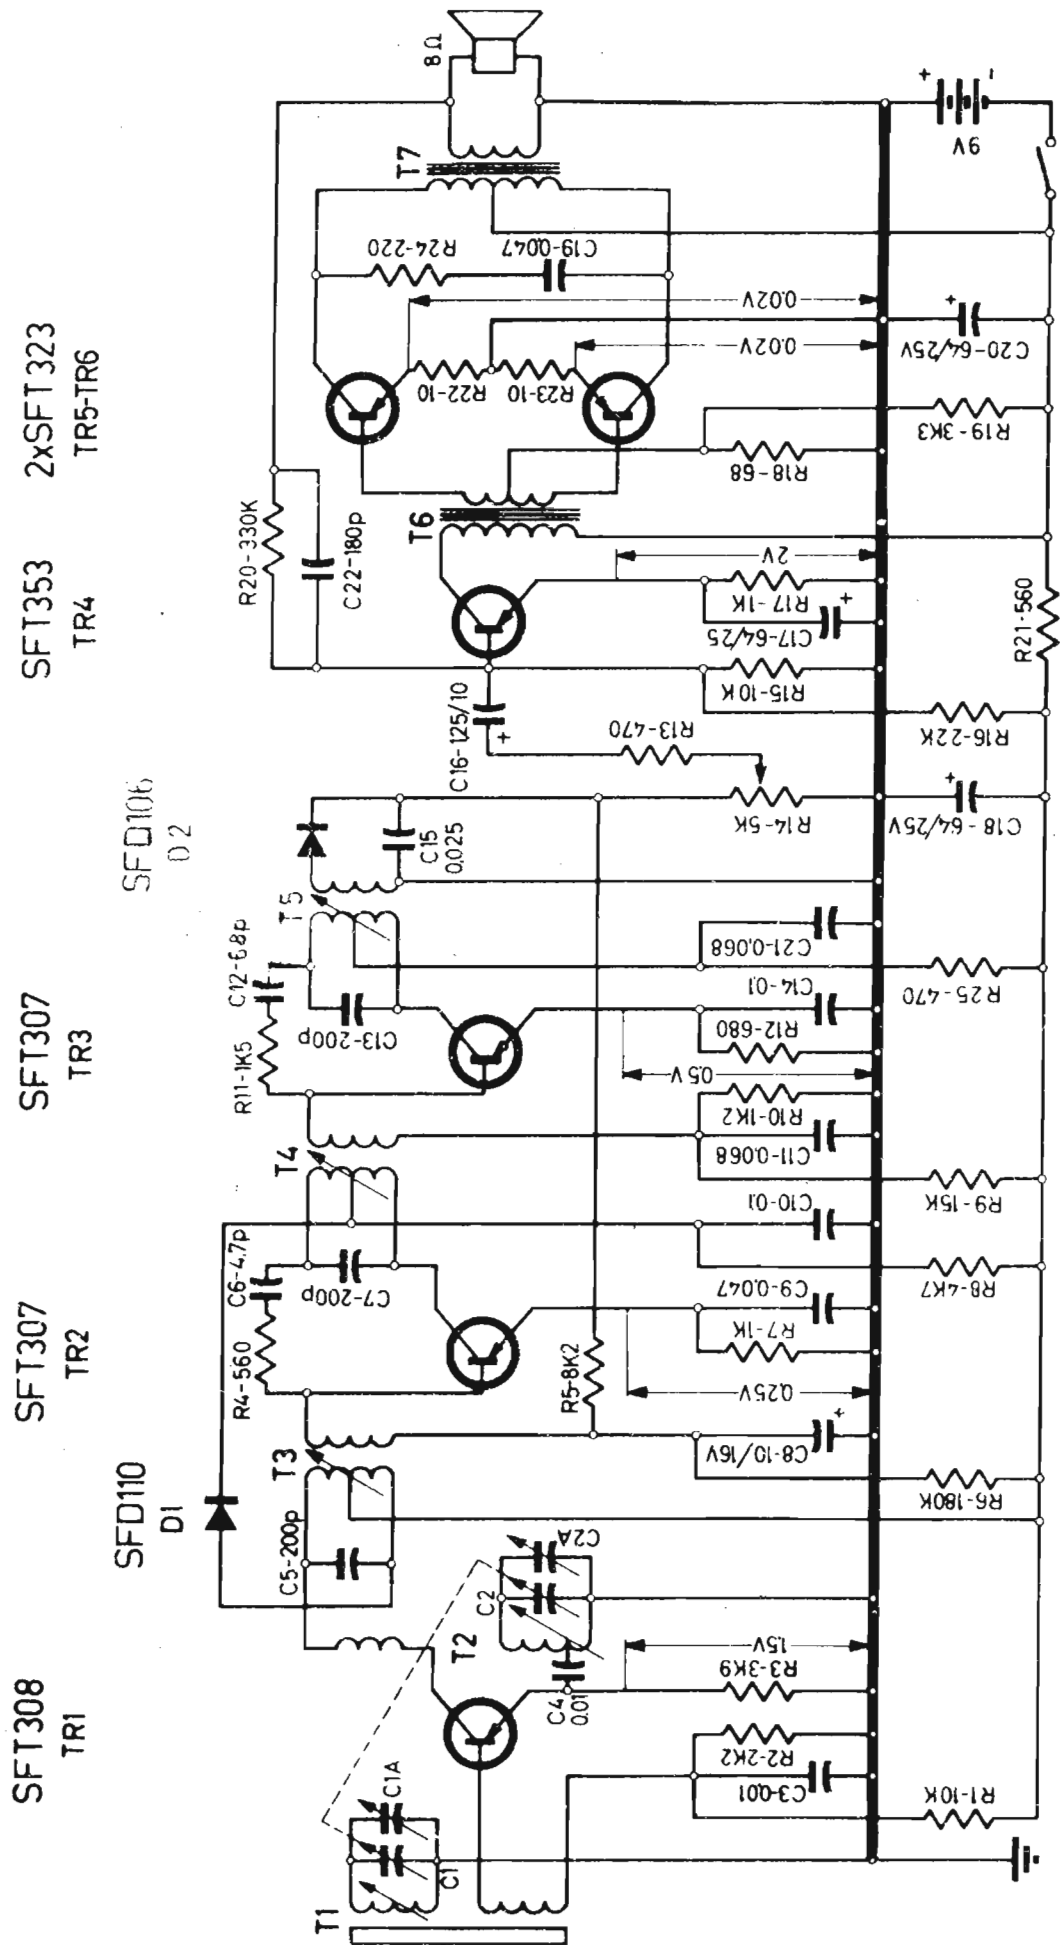 SFT308
TR1
SFD110
D1
SFT307
TR2
SFT307
TR3
SFD106
D2
SFT353
TR4
2xSFT323
TR5-TR6
T1
C1
C1A
T2
C2
C2A
C4
0.01
C5-200p
T3
R4-560
C6-4.7p
C7-200p
T4
R5-8K2
R11-1K5
C12-6.8p
C13-200p
T5
C15
0.025
C16-1.25/10
R13-470
R14-5K
R20-330K
C22-180p
T6
R22-10
R23-10
R24-220
C19-0.047
T7
8Ω
R1-10K
C3-0.01
R2-2K2
R3-3K9
1.5V
R6-180K
C8-10/16V
0.25V
R7-1K
C9-0.047
R8-4K7
C10-0.1
R9-15K
C11-0.068
R10-1K2
0.5V
R12-680
C14-0.1
R25-470
C21-0.068
C18-64/25V
+
R16-22K
R15-10K
C17-64/25
+
R17-1K
2V
R21-560
R18-68
R19-3K3
0.02V
0.02V
C20-64/25V
+
9V
+
-